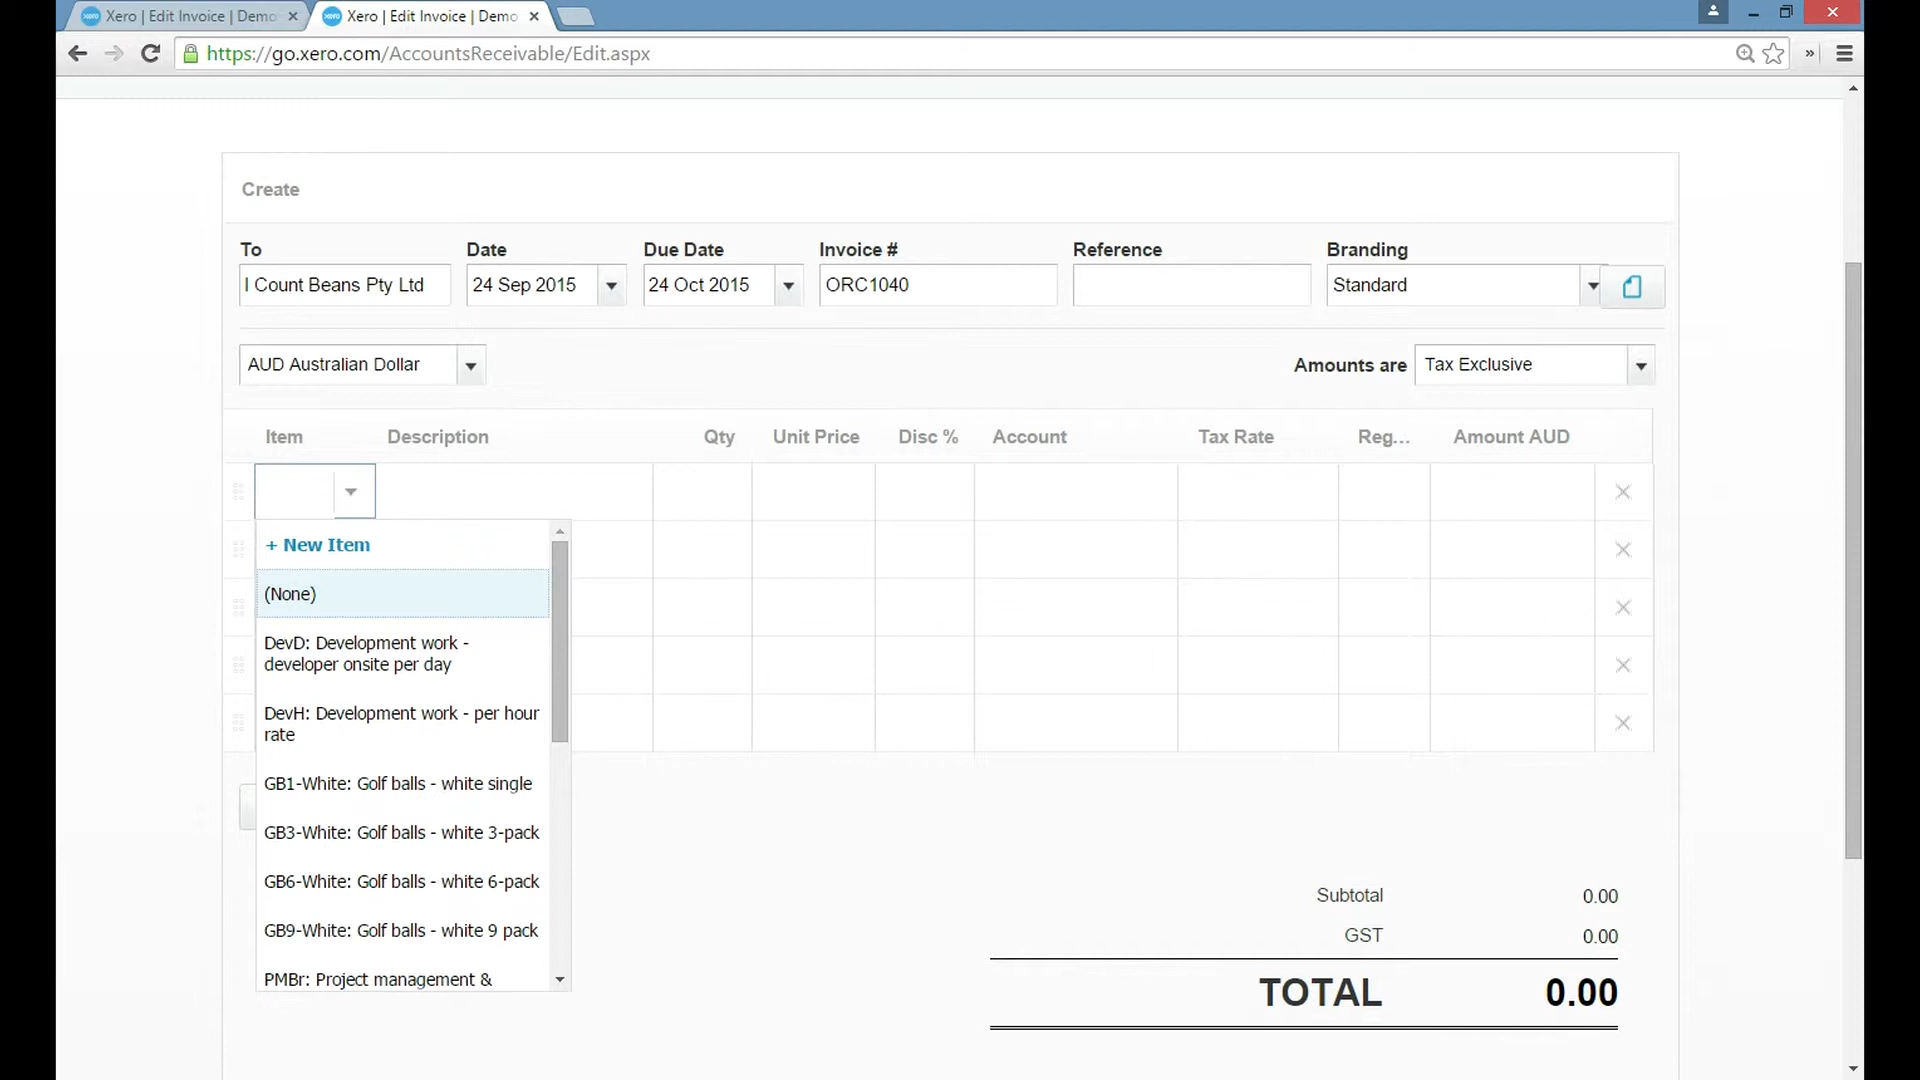 xero Xero | Edit Invoice | Demo
xero Xero | Edit Invoice | Demo
https://go.xero.com/AccountsReceivable/Edit.aspx
Create
To Date Due Date Invoice # Reference Branding
I Count Beans Pty Ltd 24 Sep 2015 24 Oct 2015 ORC1040 Standard
AUD Australian Dollar Amounts are Tax Exclusive
Item Description Qty Unit Price Disc % Account Tax Rate Reg... Amount AUD
+ New Item
(None)
DevD: Development work -
developer onsite per day
DevH: Development work - per hour
rate
GB1-White: Golf balls - white single
GB3-White: Golf balls - white 3-pack
GB6-White: Golf balls - white 6-pack
GB9-White: Golf balls - white 9 pack
PMBr: Project management &
Subtotal 0.00
GST 0.00
TOTAL 0.00